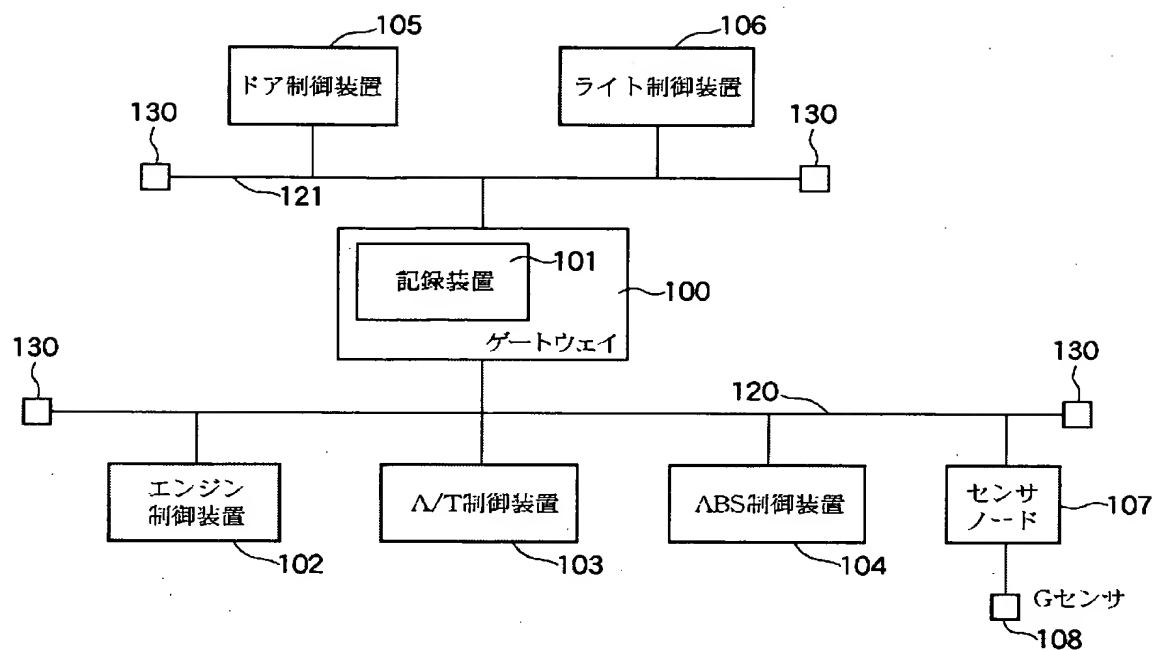 105
106
ドア制御装置
ライト制御装置
130
130
121
記録装置
101
100
ゲートウェイ
130
130
120
エンジン
制御装置
A/T制御装置
ABS制御装置
センサ
ノード
107
102
103
104
Gセンサ
108